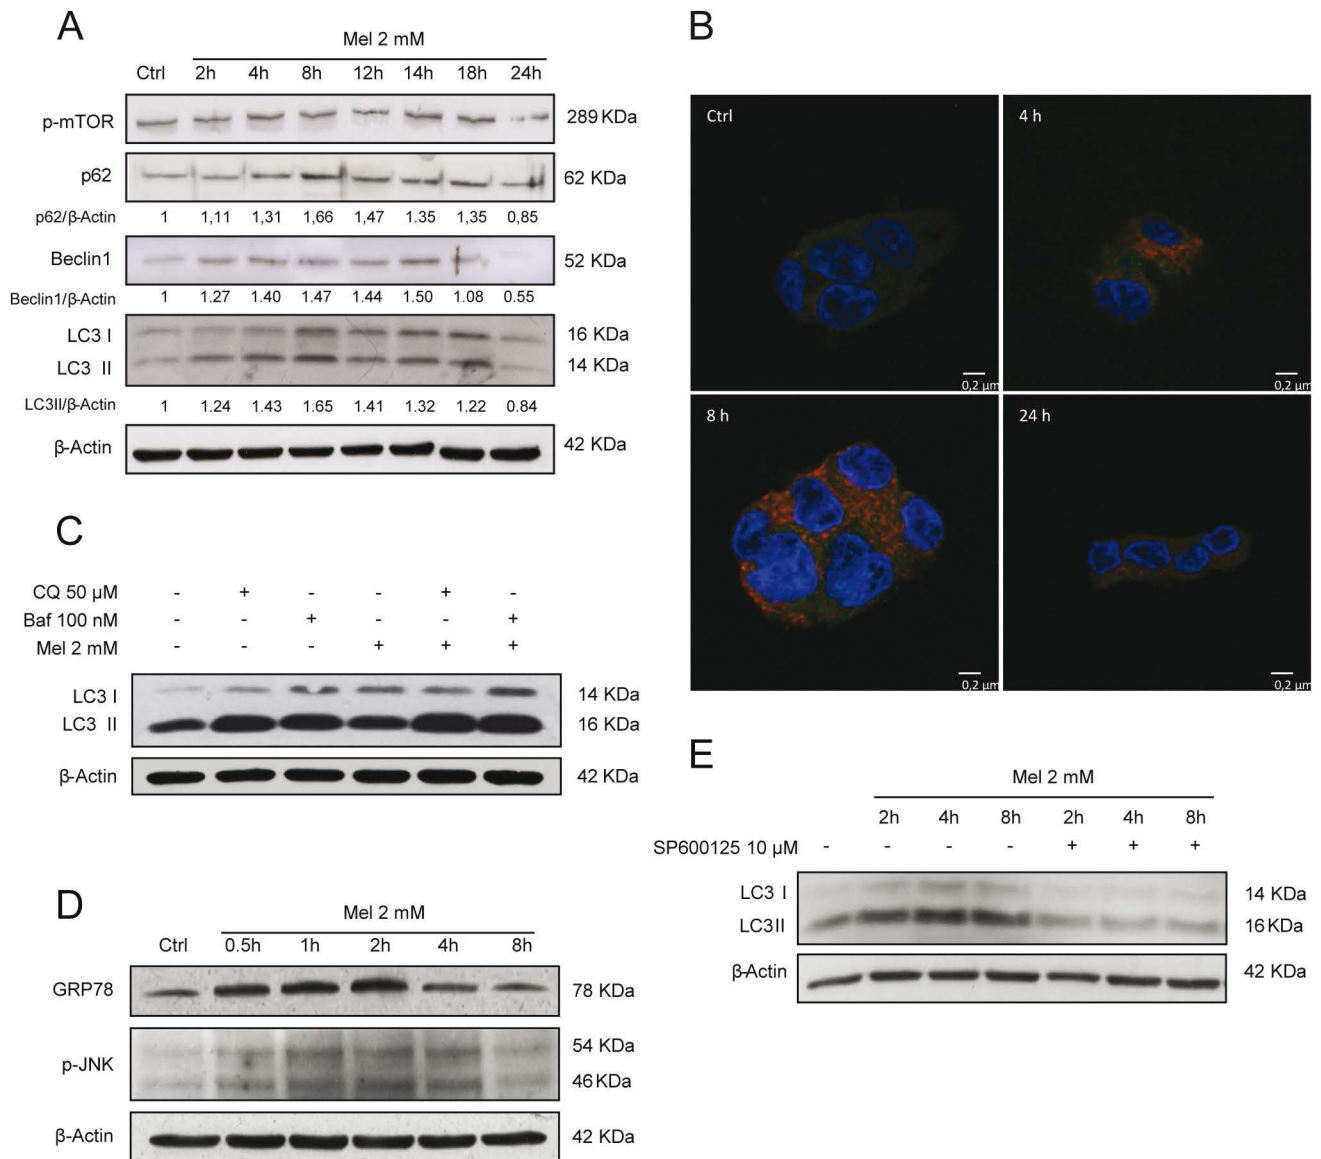 A
Mel 2 mM
Ctrl 2h 4h 8h 12h 14h 18h 24h
p-mTOR 289 KDa
p62 62 KDa
p62/β-Actin 1 1,11 1,31 1,66 1,47 1.35 1,35 0,85
Beclin1 52 KDa
Beclin1/β-Actin 1 1.27 1.40 1.47 1.44 1.50 1.08 0.55
LC3 I 16 KDa
LC3 II 14 KDa
LC3II/β-Actin 1 1.24 1.43 1.65 1.41 1.32 1.22 0.84
β-Actin 42 KDa
B
Ctrl
0,2 µm
4 h
0,2 µm
8 h
0,2 µm
24 h
0,2 µm
C
CQ 50 µM - + - - + -
Baf 100 nM - - + - - +
Mel 2 mM - - - + + +
LC3 I 14 KDa
LC3 II 16 KDa
β-Actin 42 KDa
D
Mel 2 mM
Ctrl 0.5h 1h 2h 4h 8h
GRP78 78 KDa
p-JNK
54 KDa
46 KDa
β-Actin 42 KDa
E
Mel 2 mM
2h 4h 8h 2h 4h 8h
SP600125 10 µM - - - - + + +
LC3 I 14 KDa
LC3II 16 KDa
β-Actin 42 KDa